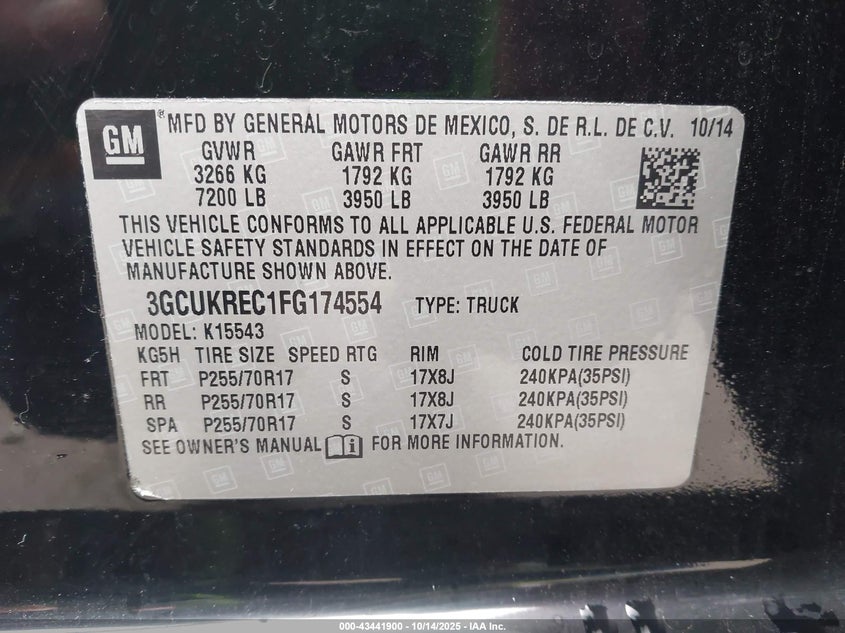 GM ® MFD BY GENERAL MOTORS DE MEXICO, S. DE R.L. DE C.V. 10/14
GVWR GAWR FRT GAWR RR
3266 KG 1792 KG 1792 KG
7200 LB 3950 LB 3950 LB
THIS VEHICLE CONFORMS TO ALL APPLICABLE U.S. FEDERAL MOTOR
VEHICLE SAFETY STANDARDS IN EFFECT ON THE DATE OF
MANUFACTURE SHOWN ABOVE.
3GCUKREC1FG174554 TYPE: TRUCK
MODEL: K15543
KG5H TIRE SIZE SPEED RTG RIM COLD TIRE PRESSURE
FRT P255/70R17 S 17X8J 240KPA(35PSI)
RR P255/70R17 S 17X8J 240KPA(35PSI)
SPA P255/70R17 S 17X7J 240KPA(35PSI)
SEE OWNER'S MANUAL i FOR MORE INFORMATION.
000-43441900 - 10/14/2025 - IAA Inc.